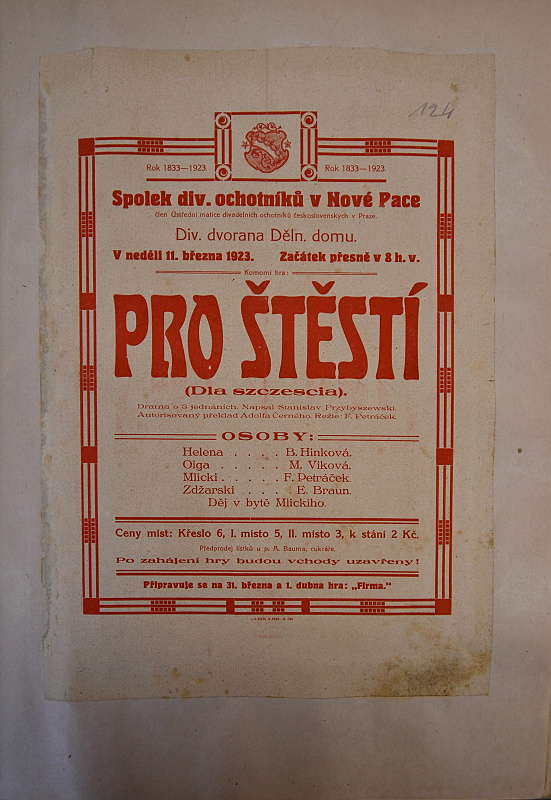 124
Rok 1833—1923.
Rok 1833—1923.
Spolek div. ochotníků v Nové Pace
člen Ústřední matice divadelních ochotníků československých v Praze.
Div. dvorana Děln. domu.
V neděli 11. března 1923. Začátek přesně v 8 h. v.
Komorní hra:
PRO ŠTĚSTÍ
(Dla szczescia).
Drama o 3 jednáních. Napsal Stanislav Przybyszewski.
Autorisovaný překlad Adolfa Černého. Režie: F. Petráček.
OSOBY:
Helena . . . . B. Hinková.
Olga . . . . . M. Viková.
Mlicki . . . . . F. Petráček.
Zdžarski . . . . E. Braun.
Děj v bytě Mlickiho.
Ceny míst: Křeslo 6, I. místo 5, II. místo 3, k stání 2 Kč.
Předprodej lístků u p. A. Bauma, cukráře.
Po zahájení hry budou vchody uzavřeny!
Připravuje se na 31. března a 1. dubna hra: „Firma."